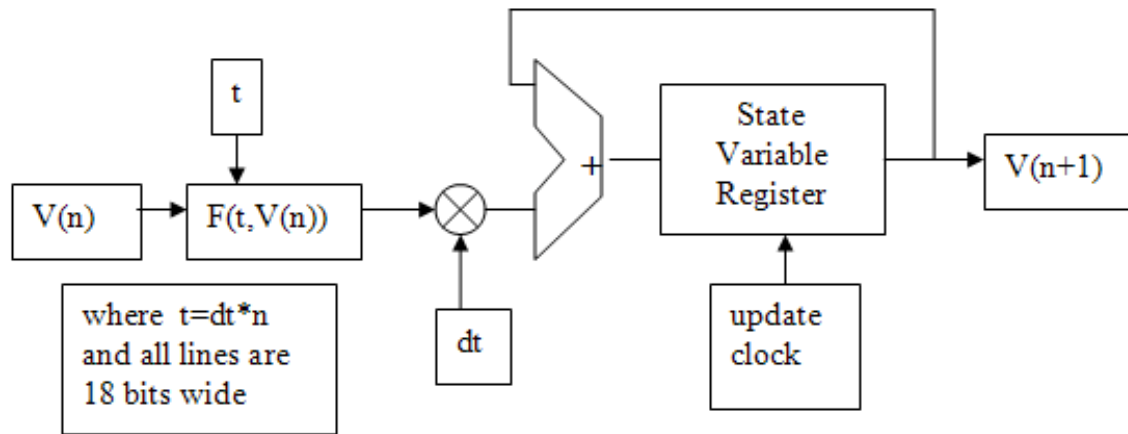 t
State
Variable
Register
+
V(n)
F(t,V(n))
V(n+1)
where t=dt*n
and all lines are
18 bits wide
dt
update
clock